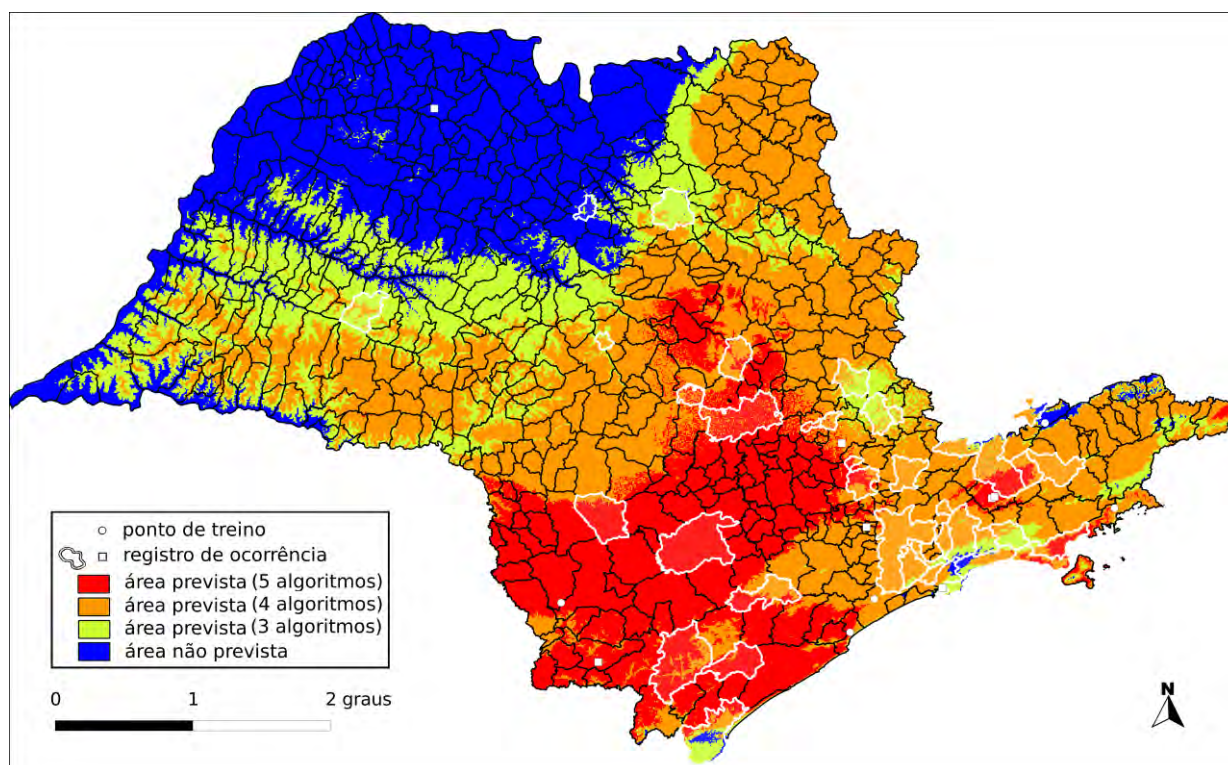 ponto de treino
registro de ocorrência
área prevista (5 algoritmos)
área prevista (4 algoritmos)
área prevista (3 algoritmos)
área não prevista
0 1 2 graus
N